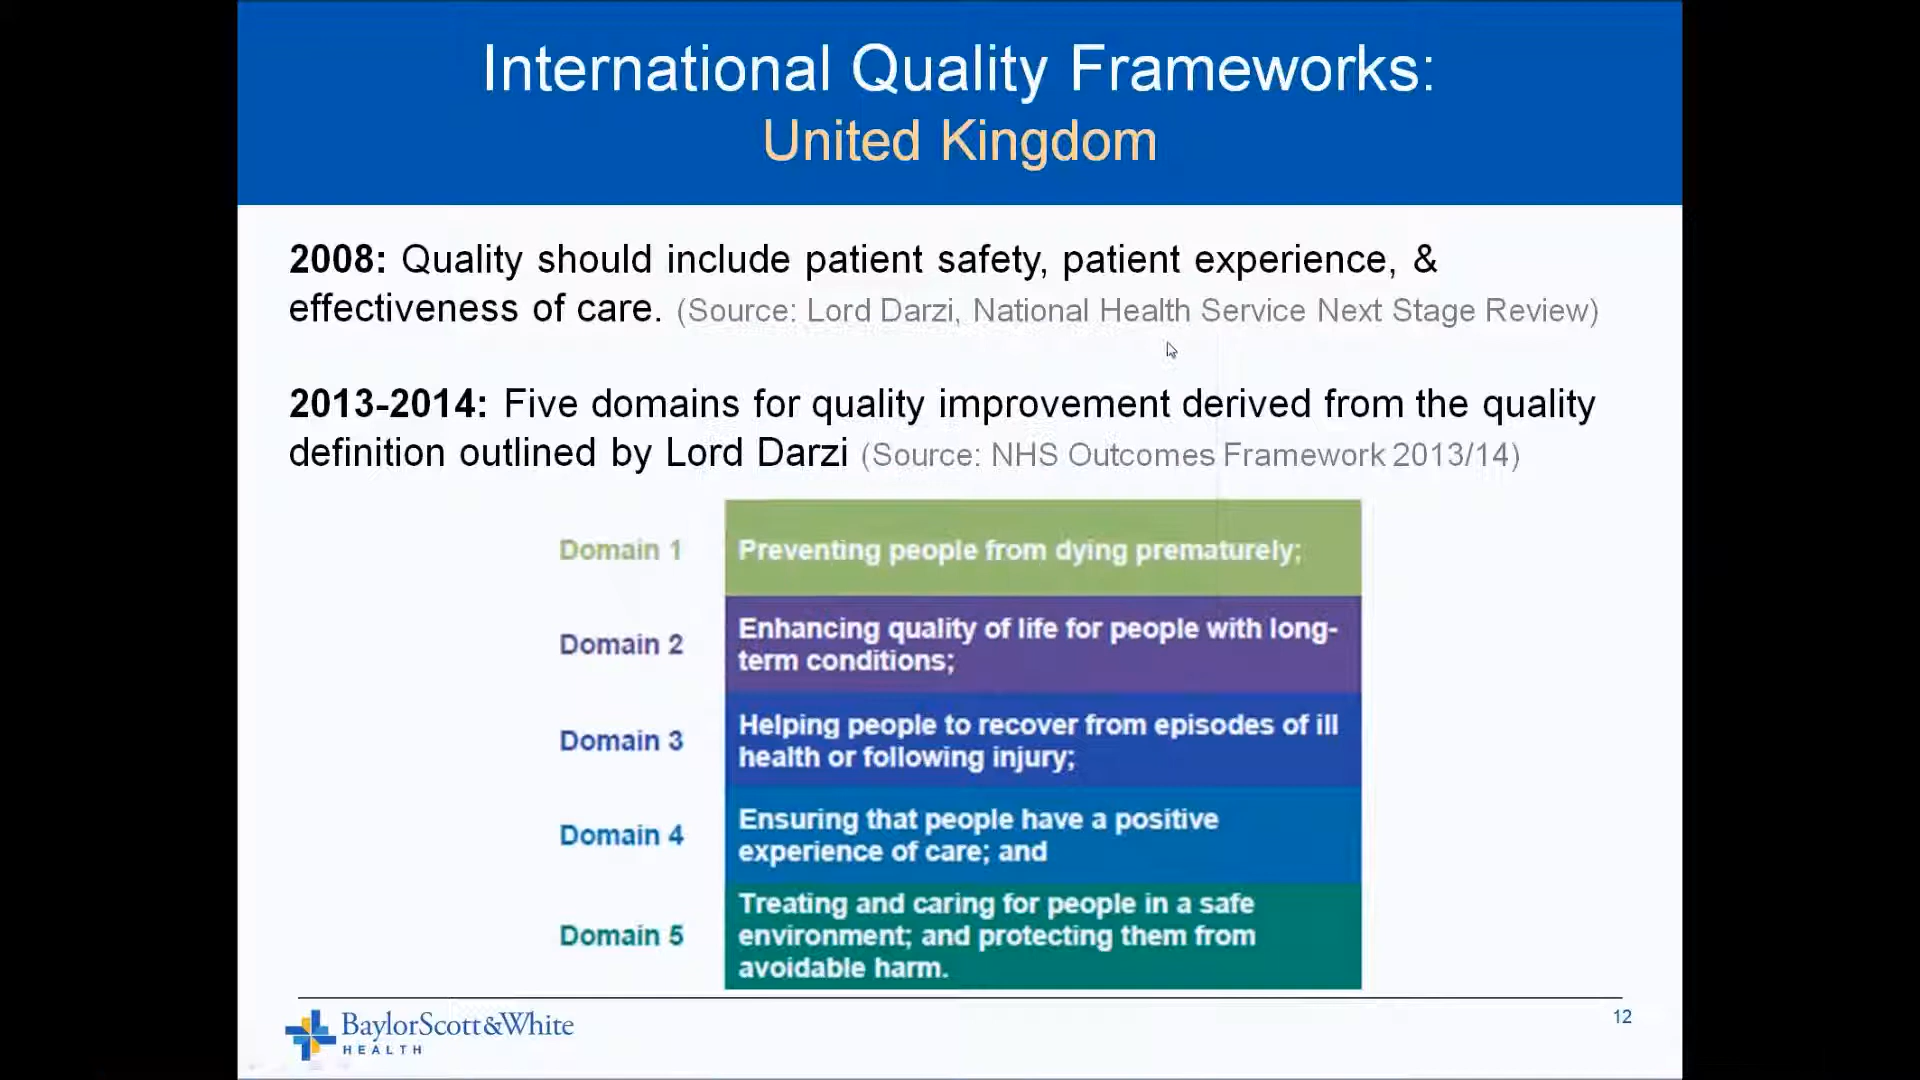 International Quality Frameworks:
United Kingdom
2008: Quality should include patient safety, patient experience, &
effectiveness of care. (Source: Lord Darzi, National Health Service Next Stage Review)
2013-2014: Five domains for quality improvement derived from the quality
definition outlined by Lord Darzi (Source: NHS Outcomes Framework 2013/14)
Domain 1
Preventing people from dying prematurely;
Domain 2
Enhancing quality of life for people with long-
term conditions;
Domain 3
Helping people to recover from episodes of ill
health or following injury;
Domain 4
Ensuring that people have a positive
experience of care; and
Domain 5
Treating and caring for people in a safe
environment; and protecting them from
avoidable harm.
BaylorScott&White
HEALTH
12